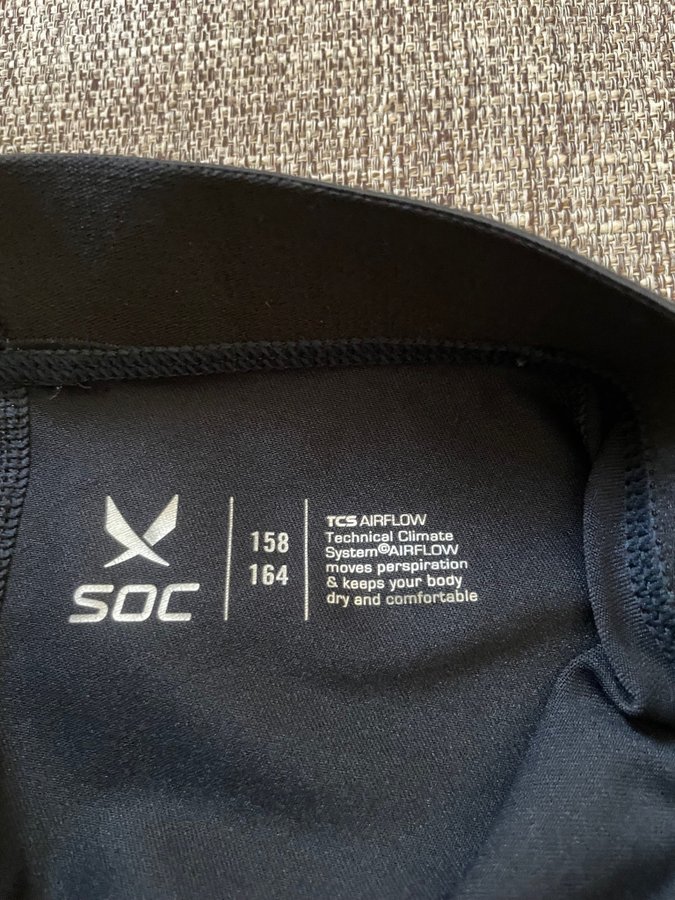 SOC
158
164
TCS AIRFLOW
Technical Climate
System©AIRFLOW
moves perspiration
& keeps your body
dry and comfortable